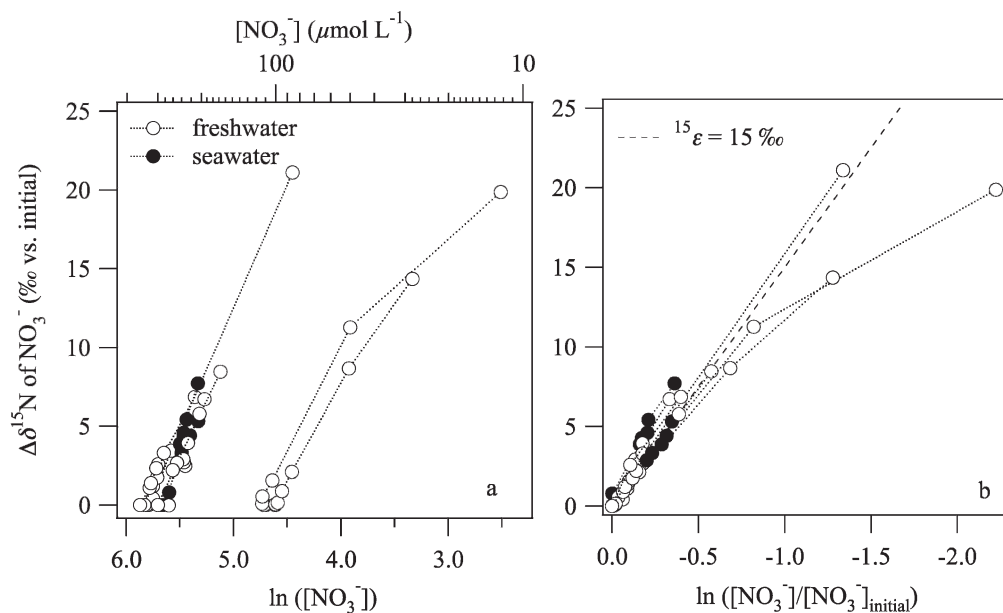 [NO₃⁻] (μmol L⁻¹)
100 10
25
20
15
10
5
0
Δδ¹⁵N of NO₃⁻ (‰ vs. initial)
freshwater
seawater
a
6.0 5.0 4.0 3.0
ln ([NO₃⁻])
25
20
15
10
5
0
¹⁵ε = 15 ‰
b
0.0 -0.5 -1.0 -1.5 -2.0
ln ([NO₃⁻]/[NO₃⁻]initial)